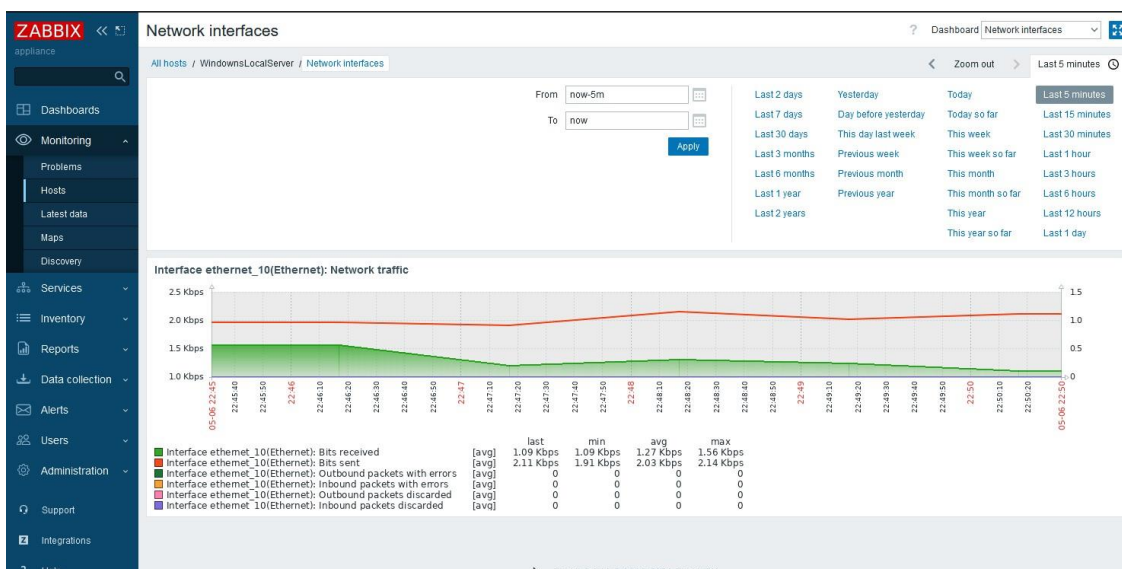 ZABBIX
appliance
Dashboards
Monitoring
Problems
Hosts
Latest data
Maps
Discovery
Services
Inventory
Reports
Data collection
Alerts
Users
Administration
Support
Integrations
Network interfaces
? Dashboard Network interfaces
All hosts / WindownsLocalServer / Network interfaces
< Zoom out > Last 5 minutes
From now-5m
To now
Apply
Last 2 days Yesterday Today Last 5 minutes
Last 7 days Day before yesterday Today so far Last 15 minutes
Last 30 days This day last week This week Last 30 minutes
Last 3 months Previous week This week so far Last 1 hour
Last 6 months Previous month This month Last 3 hours
Last 1 year Previous year This month so far Last 6 hours
Last 2 years This year Last 12 hours
This year so far Last 1 day
Interface ethernet_10(Ethernet): Network traffic
2.5 Kbps 1.5
2.0 Kbps 1.0
1.5 Kbps 0.5
1.0 Kbps 0
05-06 22:45 22:45:40 22:45:50 22:46 22:46:10 22:46:20 22:46:30 22:46:40 22:46:50 22:47 22:47:10 22:47:20 22:47:30 22:47:40 22:47:50 22:48 22:48:10 22:48:20 22:48:30 22:48:40 22:48:50 22:49 22:49:10 22:49:20 22:49:30 22:49:40 22:49:50 22:50 22:50:10 22:50:20 05-06 22:50
last min avg max
Interface ethernet_10(Ethernet): Bits received [avg] 1.09 Kbps 1.09 Kbps 1.27 Kbps 1.56 Kbps
Interface ethernet_10(Ethernet): Bits sent [avg] 2.11 Kbps 1.91 Kbps 2.03 Kbps 2.14 Kbps
Interface ethernet_10(Ethernet): Outbound packets with errors [avg] 0 0 0 0
Interface ethernet_10(Ethernet): Inbound packets with errors [avg] 0 0 0 0
Interface ethernet_10(Ethernet): Outbound packets discarded [avg] 0 0 0 0
Interface ethernet_10(Ethernet): Inbound packets discarded [avg] 0 0 0 0